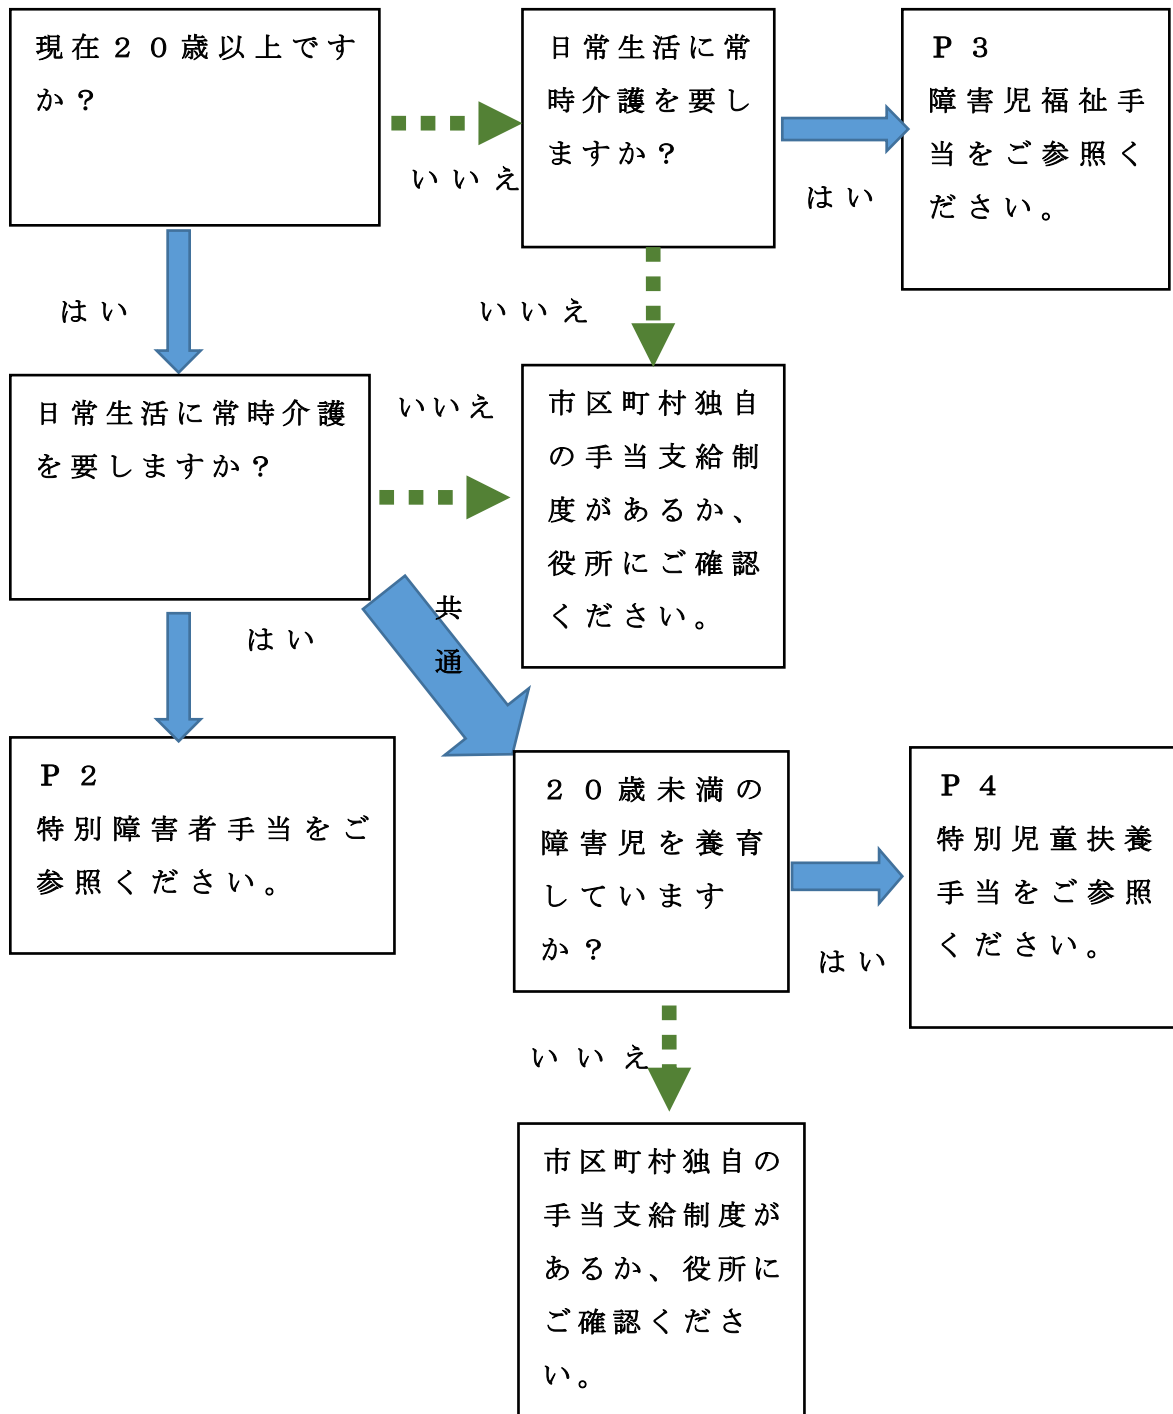 現在２０歳以上です
か？
いいえ
日常生活に常
時介護を要し
ますか？
はい
Ｐ３
障害児福祉手
当をご参照く
ださい。
はい
いいえ
日常生活に常時介護
を要しますか？
いいえ
市区町村独自
の手当支給制
度があるか、
役所にご確認
ください。
はい
共
通
Ｐ２
特別障害者手当をご
参照ください。
２０歳未満の
障害児を養育
しています
か？
はい
Ｐ４
特別児童扶養
手当をご参照
ください。
いいえ
市区町村独自の
手当支給制度が
あるか、役所に
ご確認くださ
い。